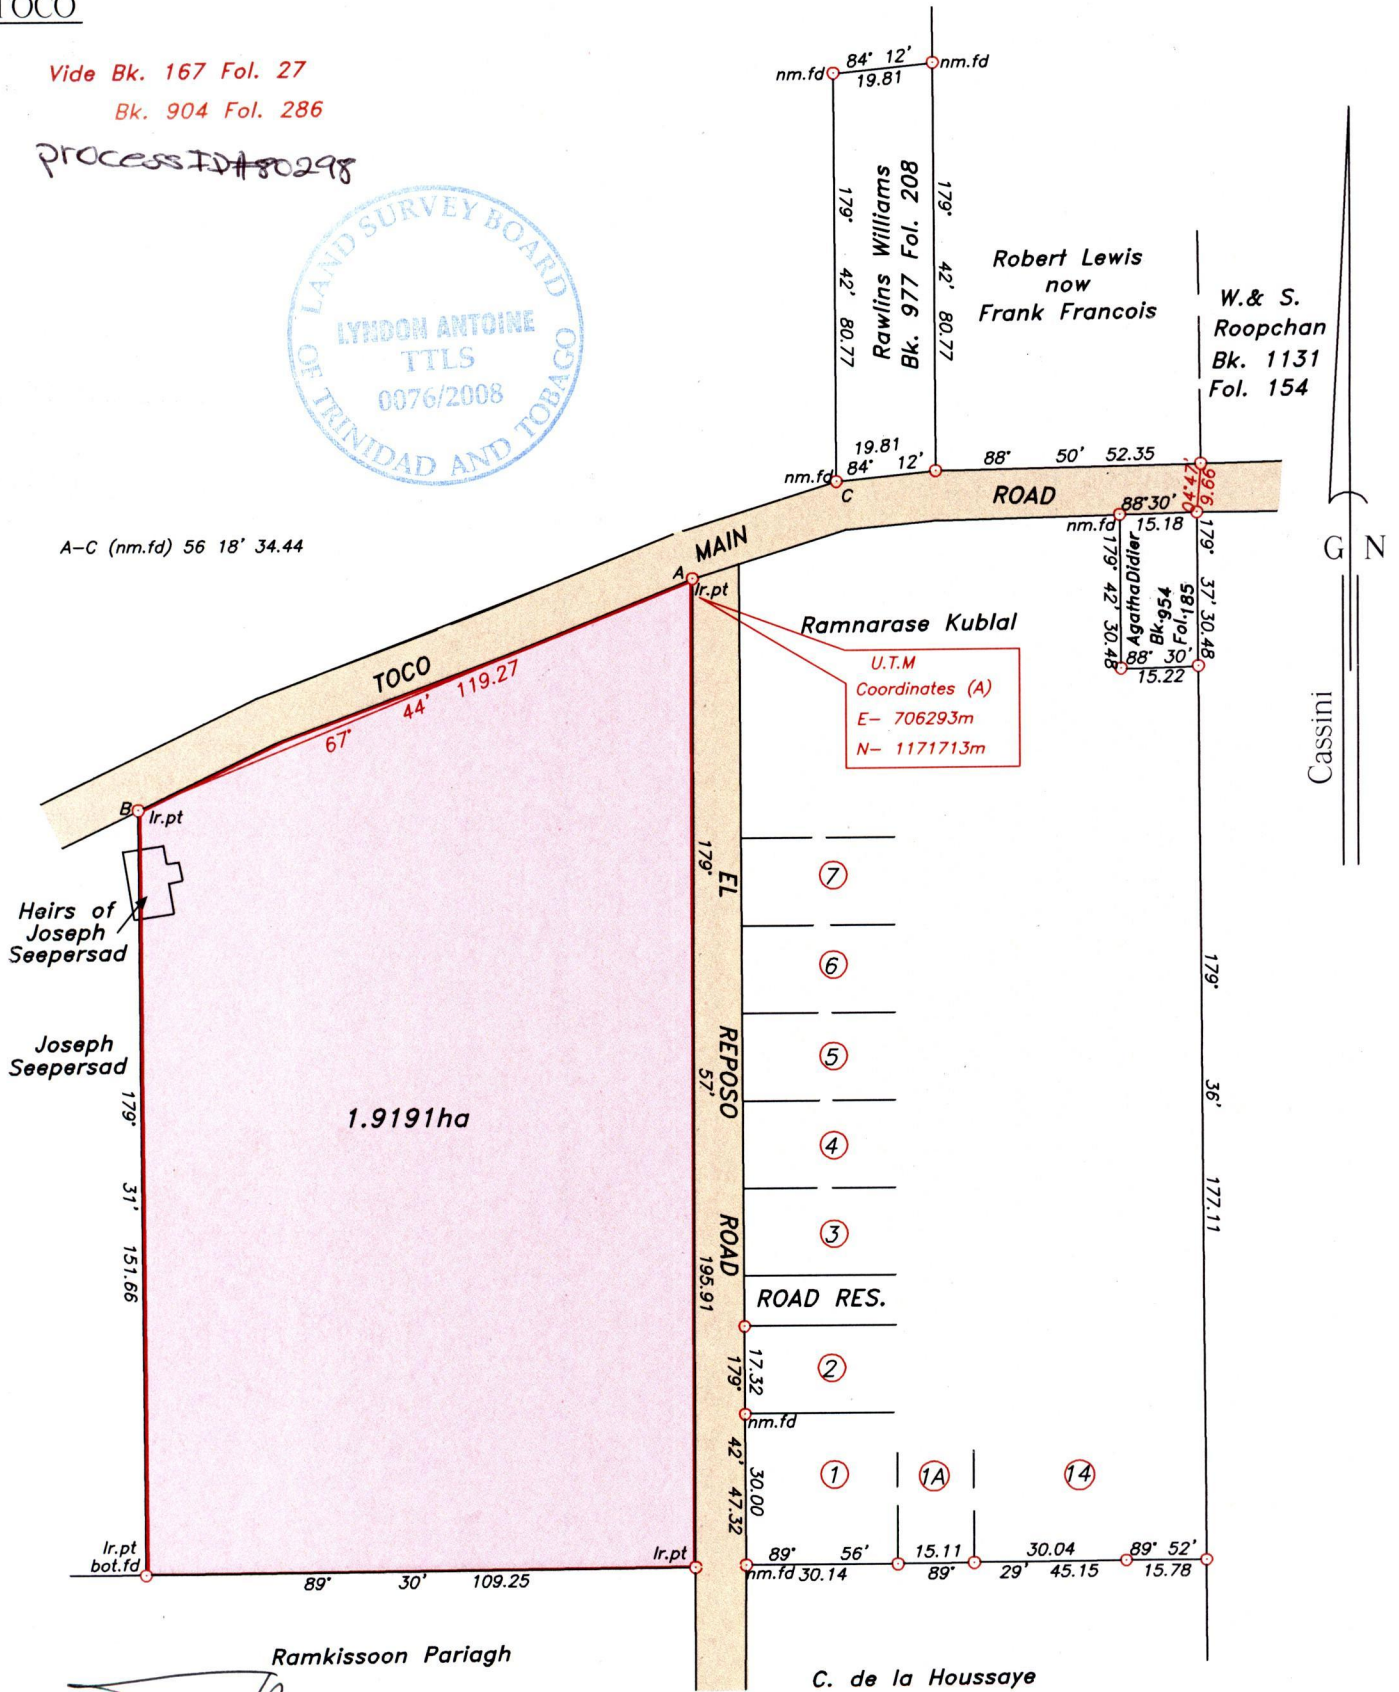 TOCO
Vide Bk. 167 Fol. 27
Bk. 904 Fol. 286
process ID#80298
LAND SURVEY BOARD
OF TRINIDAD AND TOBAGO
LYNDON ANTOINE
TTLS
0076/2008
nm.fd
84° 12'
19.81
nm.fd
179° 42' 80.77
Rawlins Williams
Bk. 977 Fol. 208
179° 42' 80.77
Robert Lewis
now
Frank Francois
W.& S.
Roopchan
Bk. 1131
Fol. 154
19.81
84° 12'
nm.fd
C
88° 50' 52.35
04°47'
9.66
MAIN ROAD
88°30'
15.18
nm.fd
179° 42' 30.48
Agatha Didier
Bk. 954
Fol. 185
179° 37' 30.48
88° 30'
15.22
G N
Cassini
A-C (nm.fd) 56 18' 34.44
A
Ir.pt
Ramnarase Kublal
U.T.M
Coordinates (A)
E- 706293m
N- 1171713m
TOCO
67° 44' 119.27
B
Ir.pt
Heirs of
Joseph
Seepersad
Joseph
Seepersad
179° 31' 151.66
1.9191ha
179° 57' 195.91
EL REPOSO ROAD
7
6
5
4
3
ROAD RES.
2
17.32
179° 42' 47.32
nm.fd
30.00
1
1A
14
Ir.pt
bot.fd
Ir.pt
89° 30' 109.25
nm.fd
89° 56'
30.14
15.11
30.04
89° 29' 45.15
89° 52'
15.78
179° 36' 177.11
Ramkissoon Pariagh
C. de la Houssaye